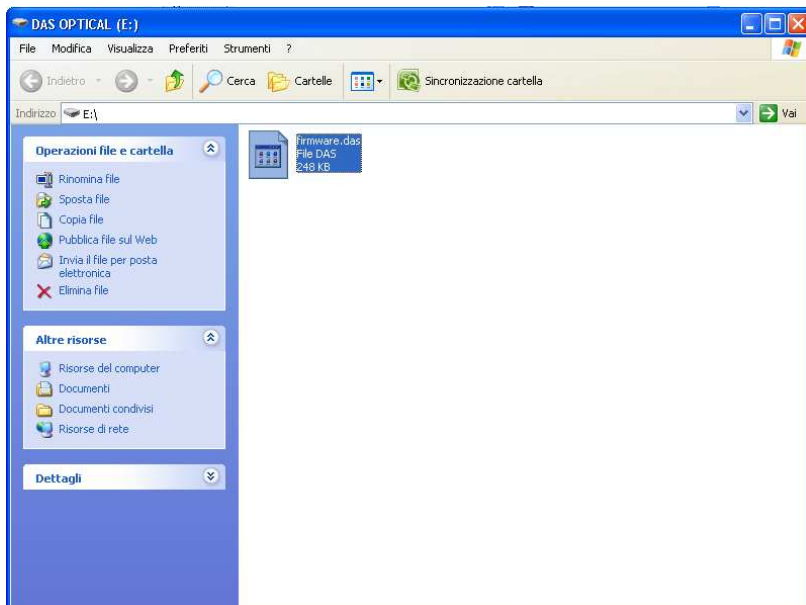 DAS OPTICAL (E:)
File Modifica Visualizza Preferiti Strumenti ?
Indietro Cerca Cartelle Sincronizzazione cartella
Indirizzo E:\ Vai
Operazioni file e cartella
Rinomina file
Sposta file
Copia file
Pubblica file sul Web
Invia il file per posta
elettronica
Elimina file
Altre risorse
Risorse del computer
Documenti
Documenti condivisi
Risorse di rete
Dettagli
firmware.das
File DAS
248 KB